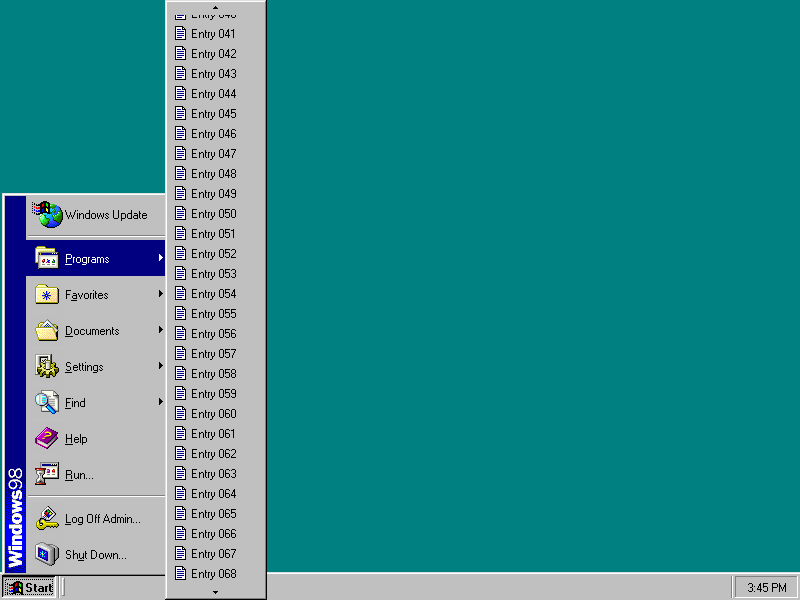 Entry 040
Entry 041
Entry 042
Entry 043
Entry 044
Entry 045
Entry 046
Entry 047
Entry 048
Entry 049
Entry 050
Entry 051
Entry 052
Entry 053
Entry 054
Entry 055
Entry 056
Entry 057
Entry 058
Entry 059
Entry 060
Entry 061
Entry 062
Entry 063
Entry 064
Entry 065
Entry 066
Entry 067
Entry 068
Windows Update
Programs
Favorites
Documents
Settings
Find
Help
Run...
Log Off Admin...
Shut Down...
Windows98
Start
3:45 PM